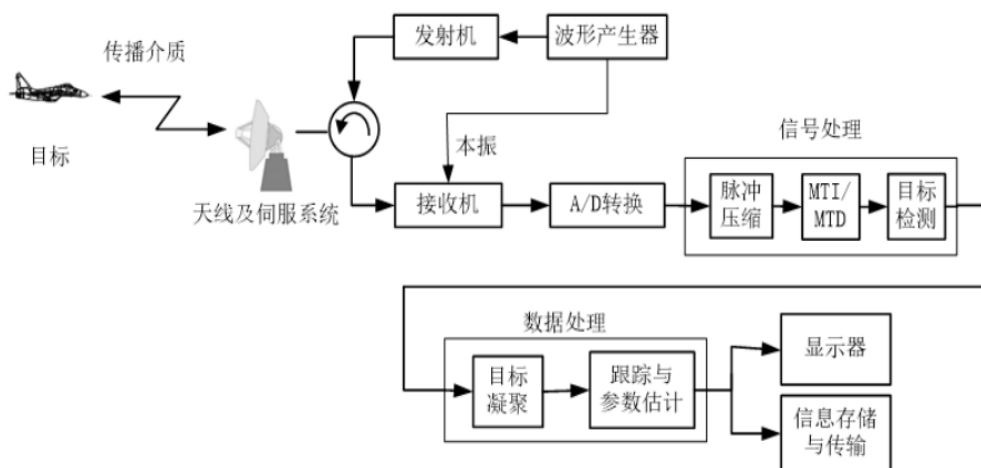 发射机
波形产生器
传播介质
目标
天线及伺服系统
本振
接收机
A/D转换
信号处理
脉冲
压缩
MTI/
MTD
目标
检测
数据处理
目标
凝聚
跟踪与
参数估计
显示器
信息存储
与传输